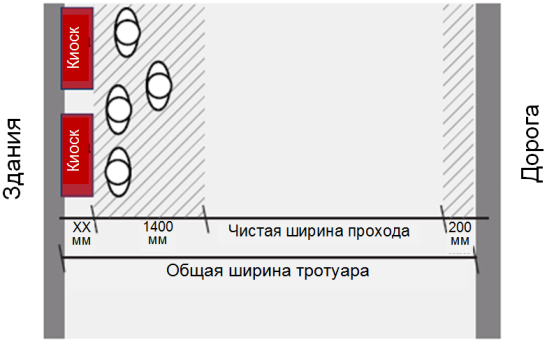 Здания
Киоск
Киоск
Дорога
XX
мм
1400
мм
Чистая ширина прохода
200
мм
Общая ширина тротуара